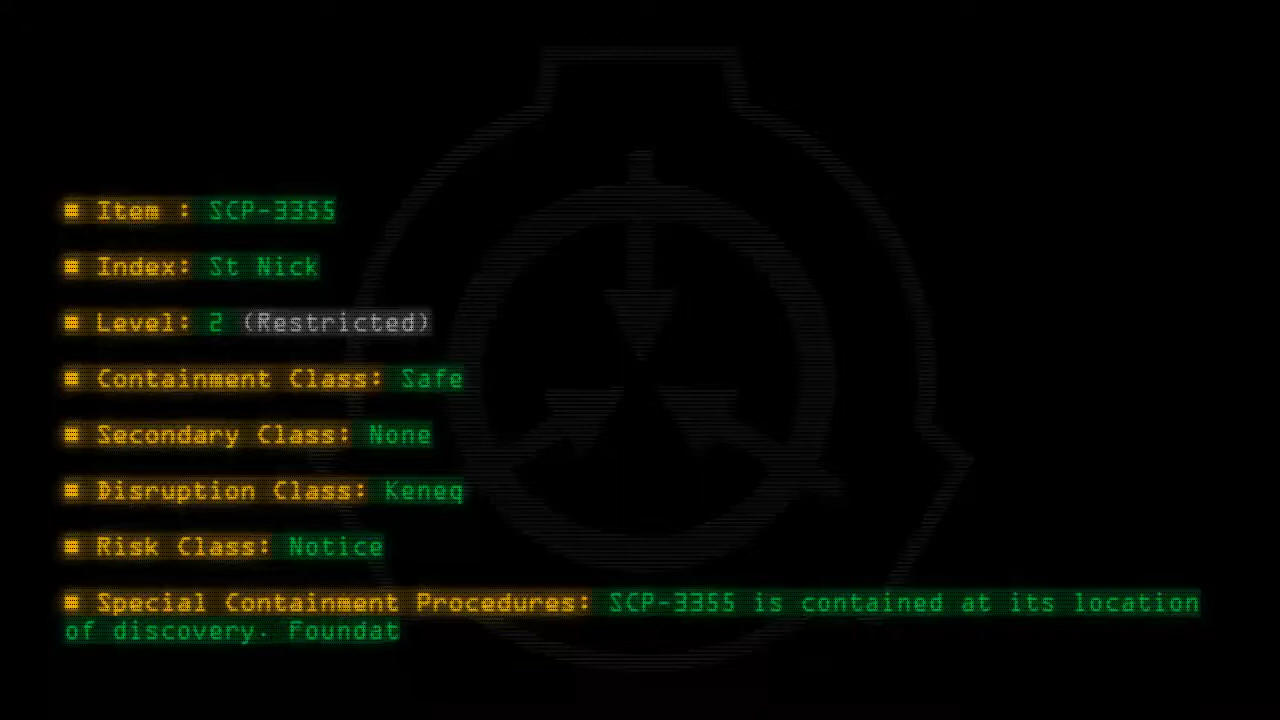 ■ Item : SCP-3355
■ Index: St Nick
■ Level: 2 (Restricted)
■ Containment Class: Safe
■ Secondary Class: None
■ Disruption Class: Keneq
■ Risk Class: Notice
■ Special Containment Procedures: SCP-3355 is contained at its location
of discovery. Foundat